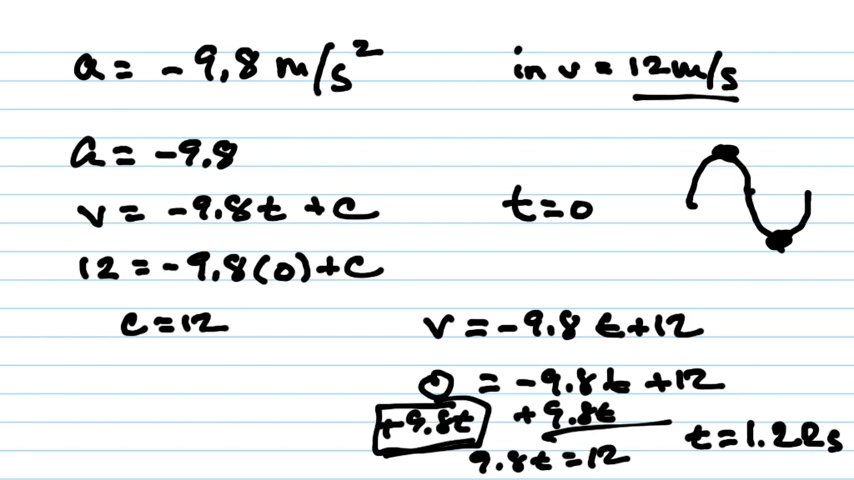 a = -9.8 m/s²
in v = 12m/s
a = -9.8
v = -9.8t + c
t = 0
12 = -9.8(0) + c
c = 12
v = -9.8t + 12
0 = -9.8t + 12
+9.8t +9.8t
9.8t = 12
t = 1.22s